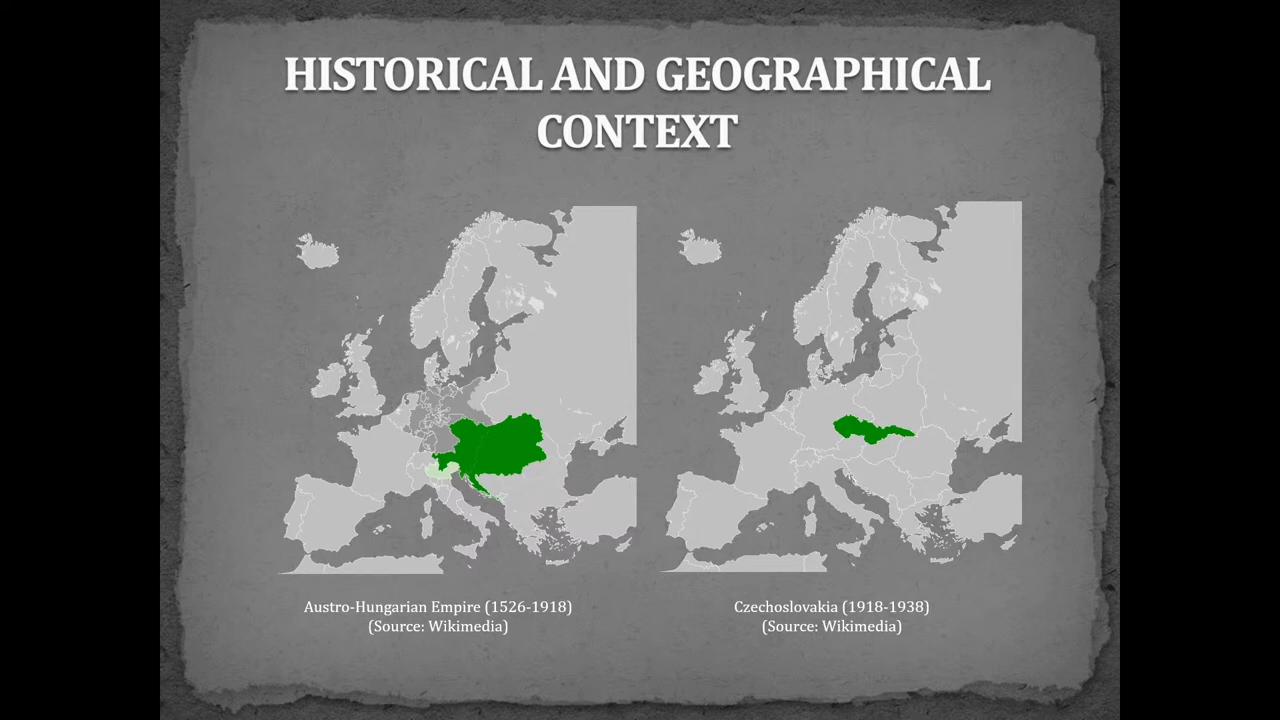 HISTORICAL AND GEOGRAPHICAL
CONTEXT
Austro-Hungarian Empire (1526-1918)
(Source: Wikimedia)
Czechoslovakia (1918-1938)
(Source: Wikimedia)